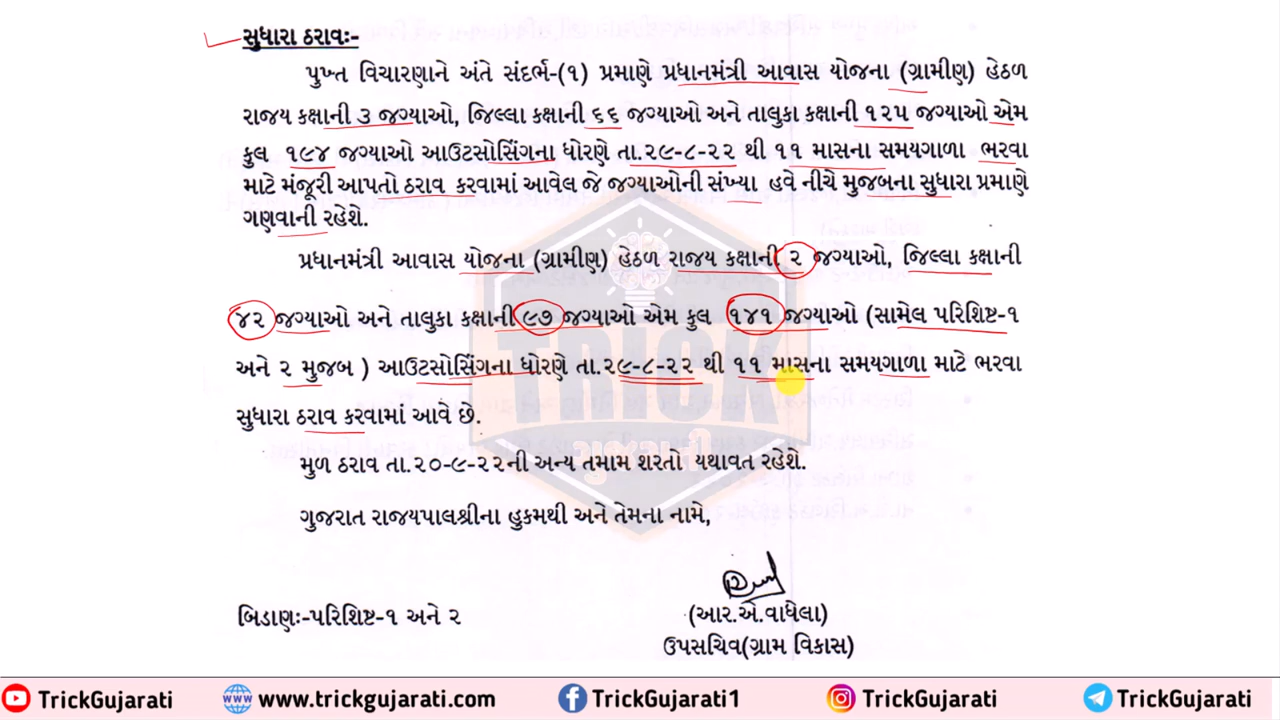 સુધારા ઠરાવઃ-
પુખ્ત વિચારણાને અંતે સંદર્ભ-(૧) પ્રમાણે પ્રધાનમંત્રી આવાસ યોજના (ગ્રામીણ) હેઠળ
રાજય કક્ષાની ૩ જગ્યાઓ, જિલ્લા કક્ષાની ૬૬ જગ્યાઓ અને તાલુકા કક્ષાની ૧૨૫ જગ્યાઓ એમ
કુલ ૧૯૪ જગ્યાઓ આઉટસોર્સિંગના ધોરણે તા.૨૯-૮-૨૨ થી ૧૧ માસના સમયગાળા ભરવા
માટે મંજૂરી આપતો ઠરાવ કરવામાં આવેલ જે જગ્યાઓની સંખ્યા હવે નીચે મુજબના સુધારા પ્રમાણે
ગણવાની રહેશે.
પ્રધાનમંત્રી આવાસ યોજના (ગ્રામીણ) હેઠળ રાજય કક્ષાની ૨ જગ્યાઓ, જિલ્લા કક્ષાની
૪૨ જગ્યાઓ અને તાલુકા કક્ષાની ૯૭ જગ્યાઓ એમ કુલ ૧૪૧ જગ્યાઓ (સામેલ પરિશિષ્ટ-૧
અને ૨ મુજબ ) આઉટસોર્સિંગના ધોરણે તા.૨૯-૮-૨૨ થી ૧૧ માસના સમયગાળા માટે ભરવા
સુધારા ઠરાવ કરવામાં આવે છે.
મુળ ઠરાવ તા.૨૦-૯-૨૨ની અન્ય તમામ શરતો યથાવત રહેશે.
ગુજરાત રાજયપાલશ્રીના હુકમથી અને તેમના નામે,
(આર.એ.વાઘેલા)
બિડાણઃ-પરિશિષ્ટ-૧ અને ૨
ઉપસચિવ(ગ્રામ વિકાસ)
TRICK
ગુજરાતી
TrickGujarati www.trickgujarati.com TrickGujarati1 TrickGujarati TrickGujarati